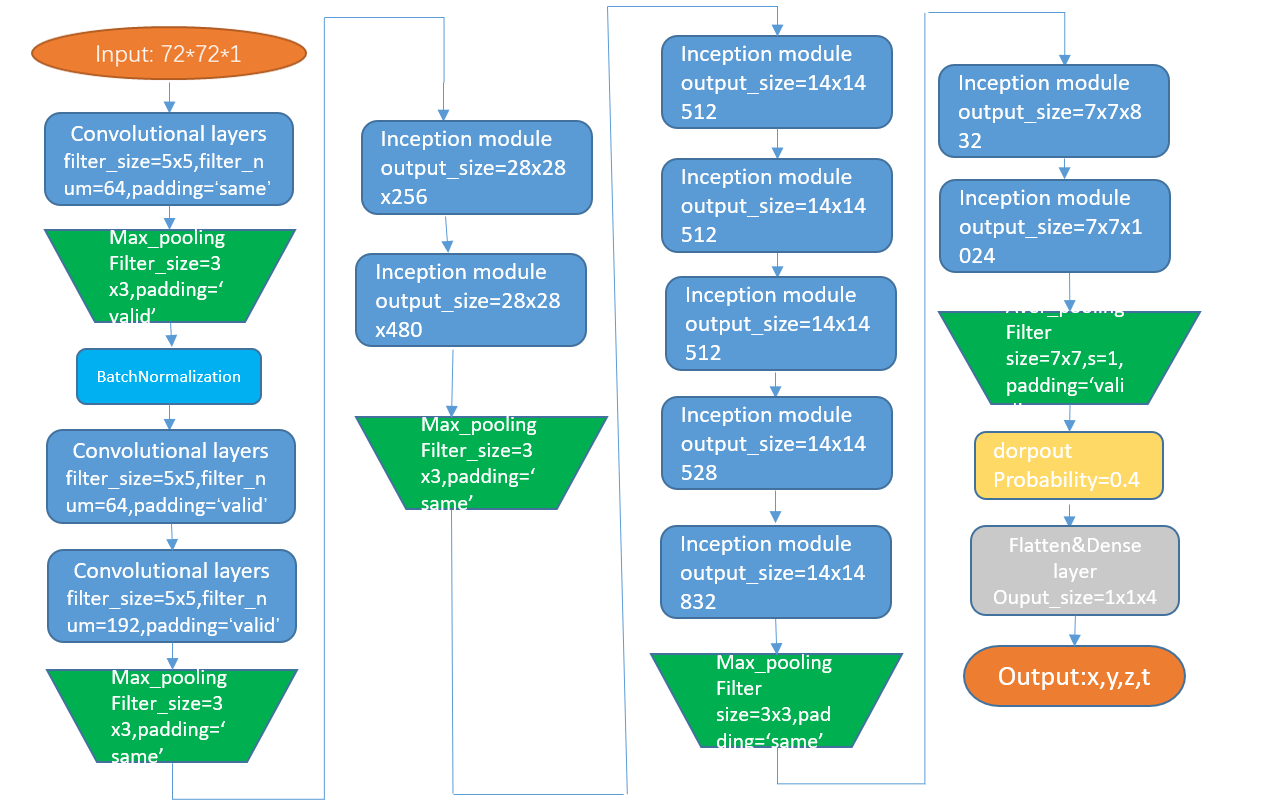 Input: 72*72*1
Convolutional layers
filter_size=5x5,filter_n
um=64,padding=‘same’
Max_pooling
Filter_size=3
x3,padding=‘
valid’
BatchNormalization
Convolutional layers
filter_size=5x5,filter_n
um=64,padding=‘valid’
Convolutional layers
filter_size=5x5,filter_n
um=192,padding=‘valid’
Max_pooling
Filter_size=3
x3,padding=‘
same’
Inception module
output_size=28x28
x256
Inception module
output_size=28x28
x480
Max_pooling
Filter_size=3
x3,padding=‘
same’
Inception module
output_size=14x14
512
Inception module
output_size=14x14
512
Inception module
output_size=14x14
512
Inception module
output_size=14x14
528
Inception module
output_size=14x14
832
Max_pooling
Filter
size=3x3,pad
ding=‘same’
Inception module
output_size=7x7x8
32
Inception module
output_size=7x7x1
024
Aver_pooling
Filter
size=7x7,s=1,
padding=‘vali
dorpout
Probability=0.4
Flatten&Dense
layer
Ouput_size=1x1x4
Output:x,y,z,t